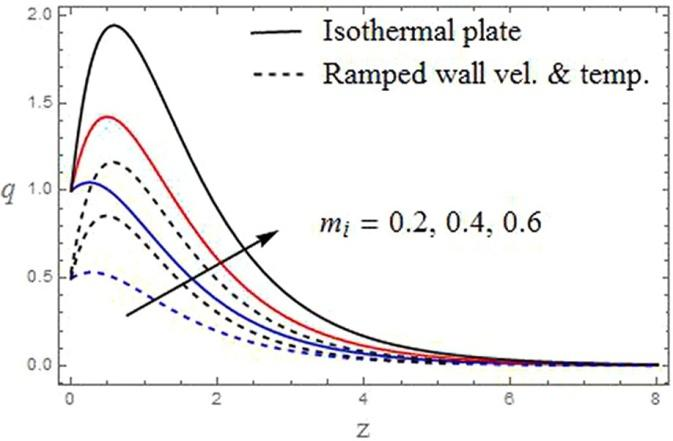 2.0
Isothermal plate
Ramped wall vel. & temp.
1.5
q
1.0
m_i = 0.2, 0.4, 0.6
0.5
0.0
0 2 4 6 8
Z